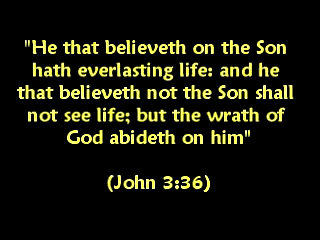 "He that believeth on the Son
hath everlasting life: and he
that believeth not the Son shall
not see life; but the wrath of
God abideth on him"
(John 3:36)